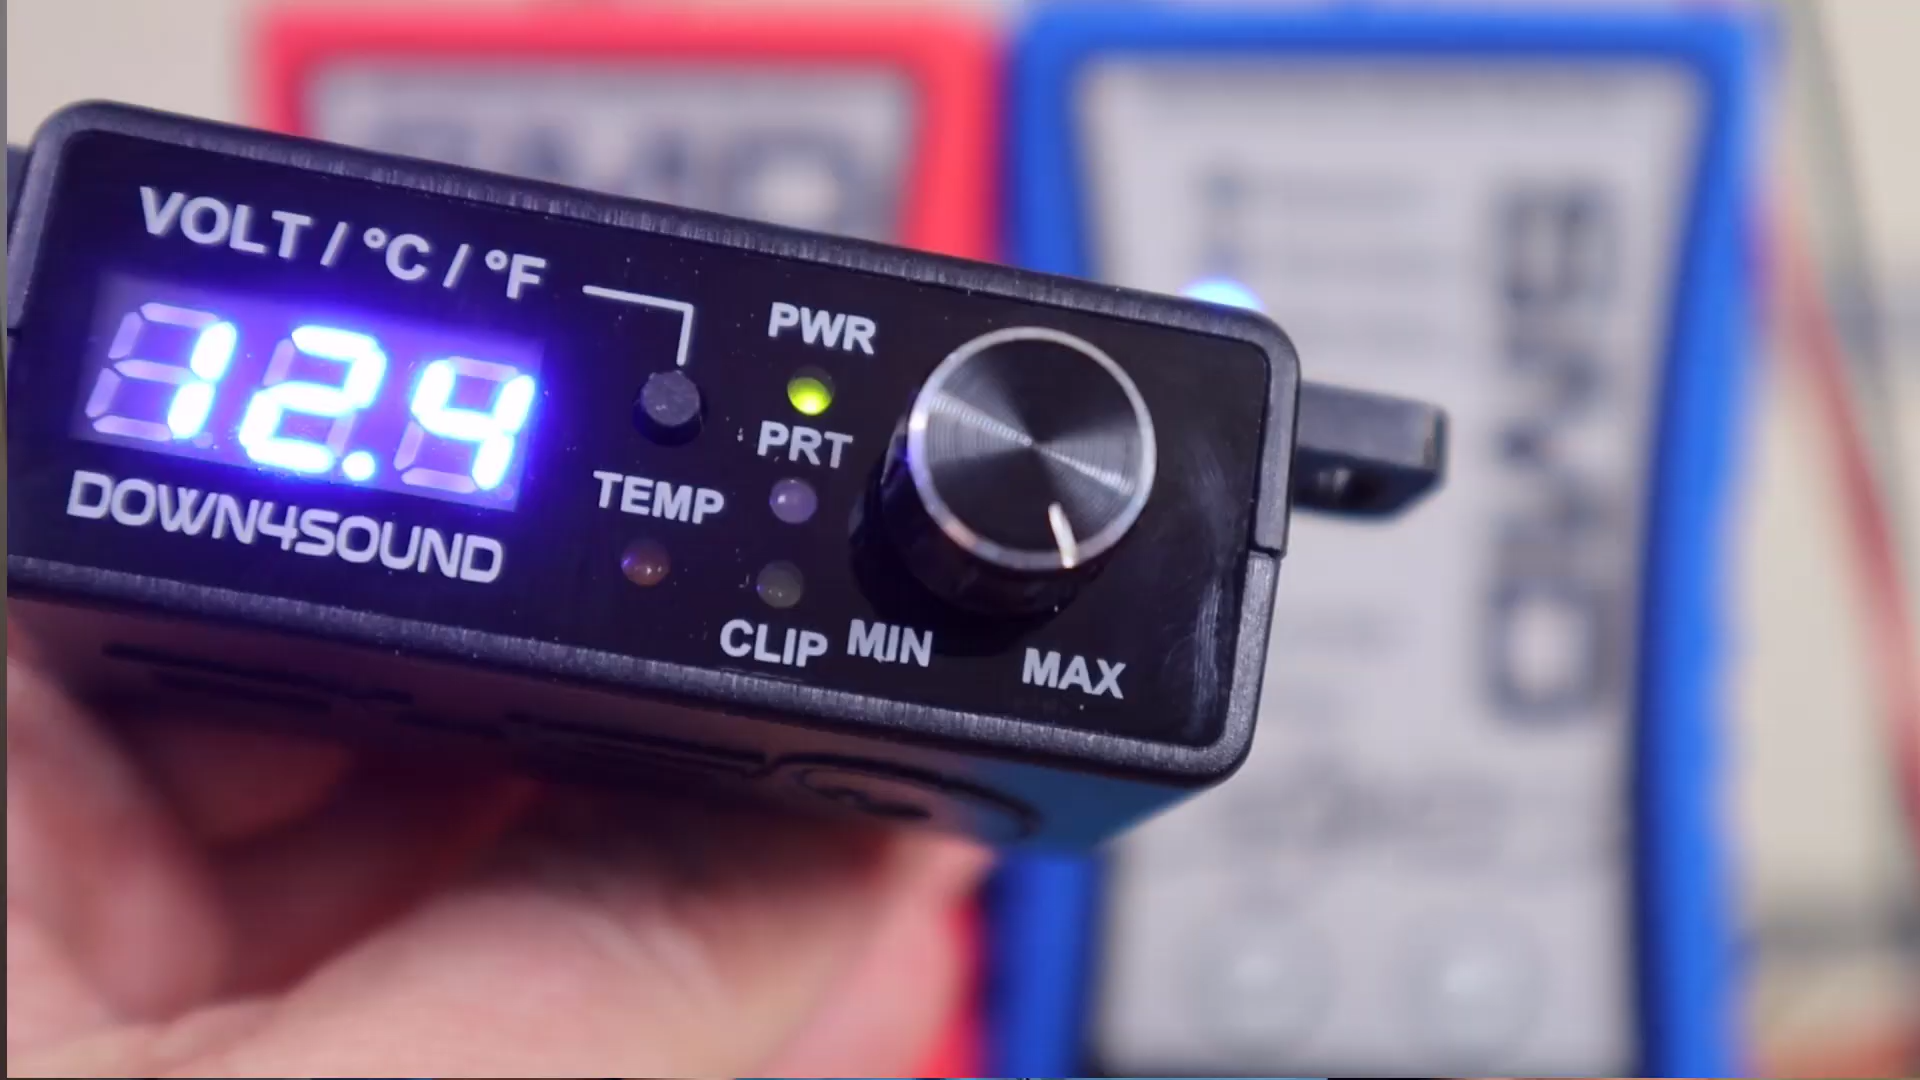 VOLT / °C / °F
12.4
DOWN4SOUND
PWR
PRT
TEMP
CLIP
MIN
MAX